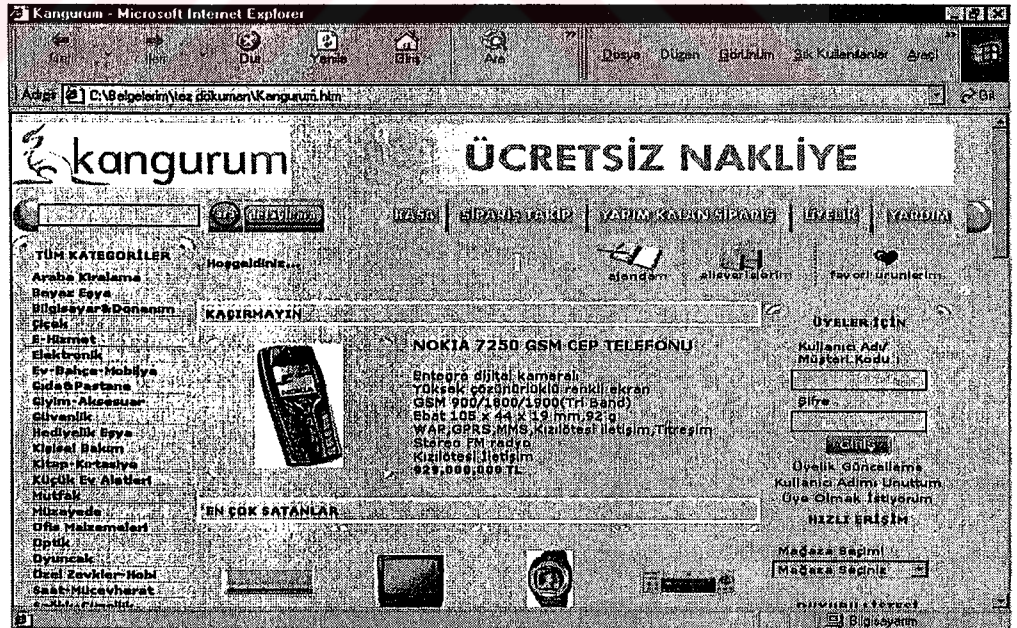 Kangurum - Microsoft Internet Explorer
Dur
Yenile
Giriş
Ara
Dosya Düzen Görünüm Sık Kullanılanlar Araçl
Adres C:\Belgelerim\tez dökuman\Kangurum.htm
Git
kangurum
ÜCRETSİZ NAKLİYE
ara
KASA
SİPARİŞ TAKİP
YARIM KALAN SİPARİŞ
ÜYELİK
YARDIM
Hoşgeldiniz...
ajandam
alışverişlerim
favori ürünlerim
TÜM KATEGORİLER
Araba Kiralama
Beyaz Eşya
Bilgisayar&Donanım
Çiçek
E-Hizmet
Elektronik
Ev-Bahçe-Mobilya
Gıda&Pastane
Giyim-Aksesuar
Güvenlik
Hediyelik Eşya
Kişisel Bakım
Kitap-Kırtasiye
Küçük Ev Aletleri
Mutfak
Müzayede
Ofis Malzemeleri
Optik
Oyuncak
Özel Zevkler-Hobi
Saat-Mücevherat
KAÇIRMAYIN
NOKIA 7250 GSM CEP TELEFONU
Entegre dijital kameralı
Yüksek çözünürlüklü renkli ekran
GSM 900/1800/1900(Tri Band)
Ebat 105 x 44 x 19 mm,92 g
WAP,GPRS,MMS,Kızılötesi iletişim,Titreşim
Stereo FM radyo
Kızılötesi İletişim
929.000.000 TL
EN ÇOK SATANLAR
ÜYELER İÇİN
Kullanıcı Adı/
Müşteri Kodu :
Şifre
GİRİŞ
Üyelik Güncelleme
Kullanıcı Adımı Unuttum
Üye Olmak İstiyorum
HIZLI ERİŞİM
Mağaza Seçimi
Mağaza Seçiniz
Bilgisayarım